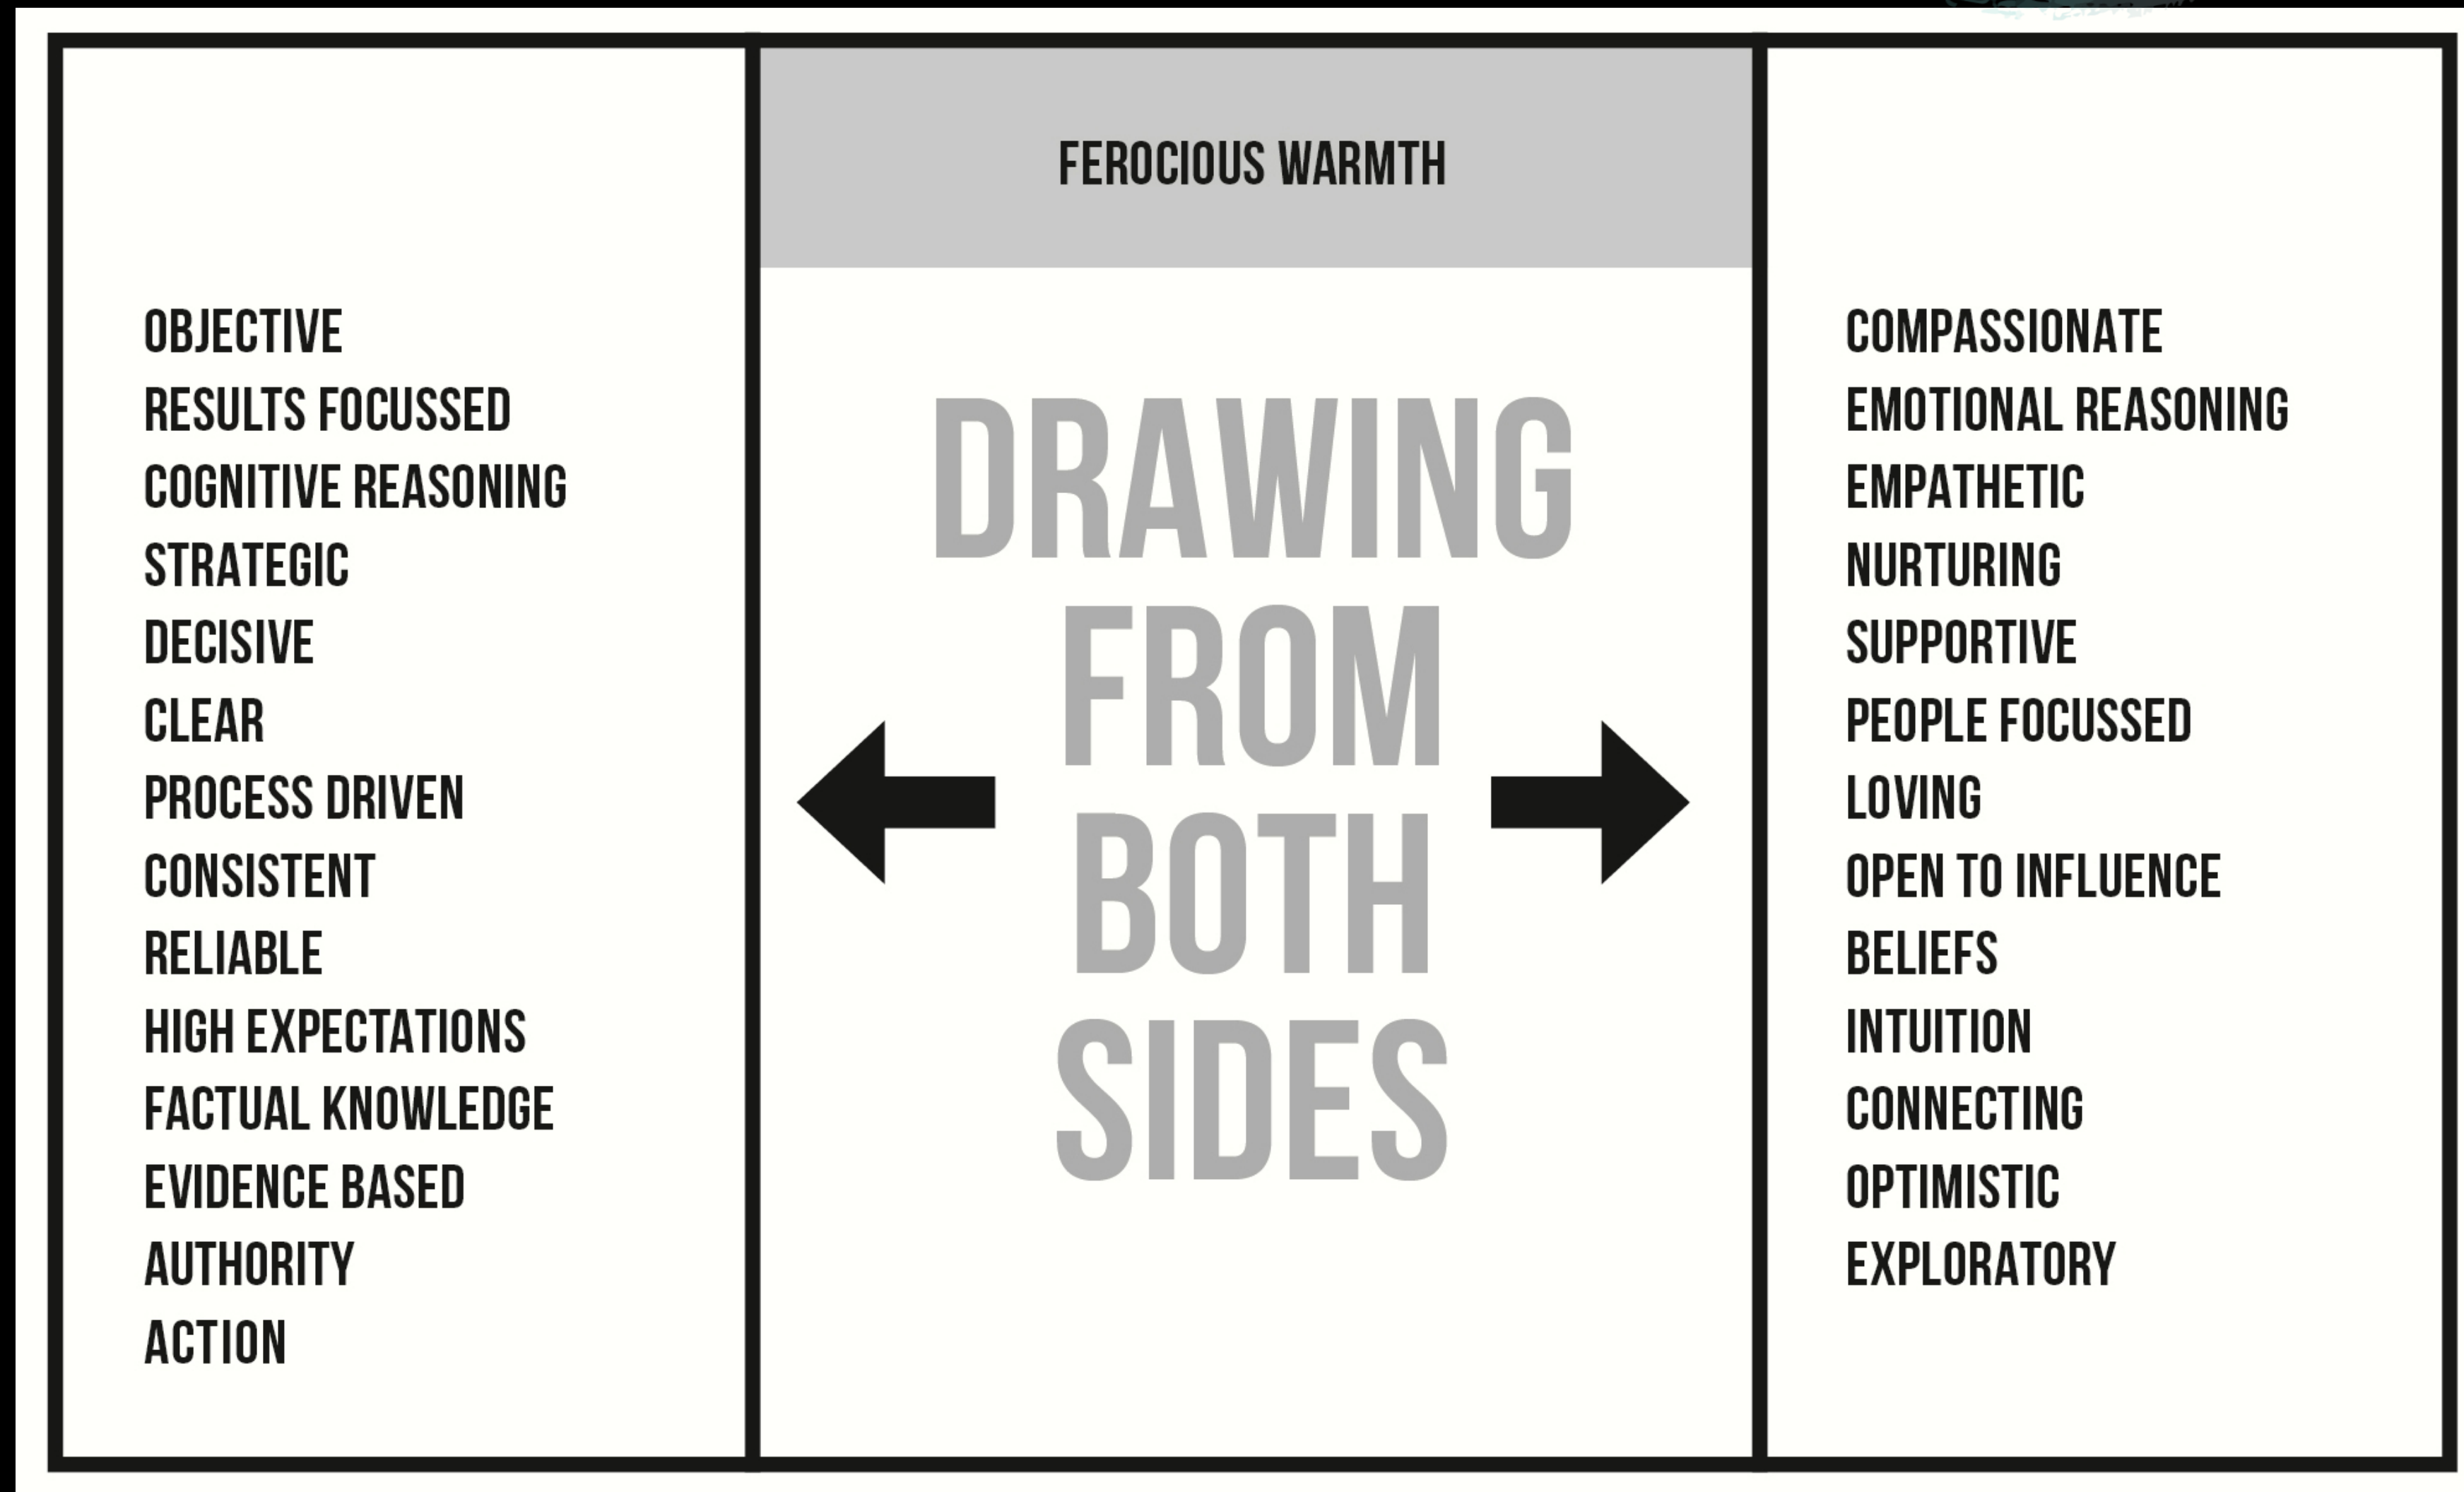 FEROCIOUS WARMTH
OBJECTIVE
RESULTS FOCUSSED
COGNITIVE REASONING
STRATEGIC
DECISIVE
CLEAR
PROCESS DRIVEN
CONSISTENT
RELIABLE
HIGH EXPECTATIONS
FACTUAL KNOWLEDGE
EVIDENCE BASED
AUTHORITY
ACTION
DRAWING
FROM
BOTH
SIDES
COMPASSIONATE
EMOTIONAL REASONING
EMPATHETIC
NURTURING
SUPPORTIVE
PEOPLE FOCUSSED
LOVING
OPEN TO INFLUENCE
BELIEFS
INTUITION
CONNECTING
OPTIMISTIC
EXPLORATORY